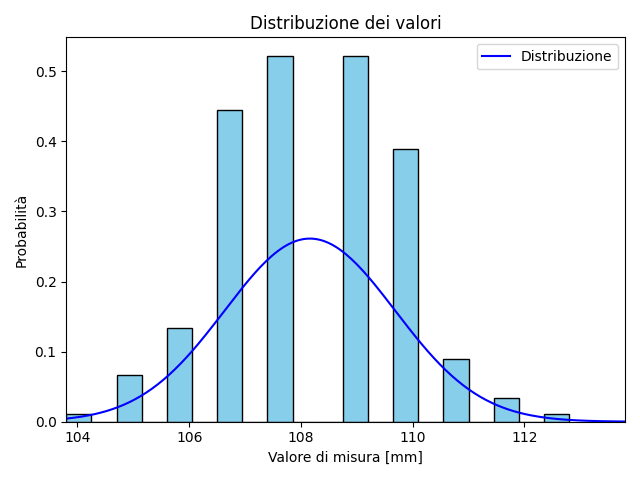 Distribuzione dei valori
Distribuzione
Probabilità
0.5
0.4
0.3
0.2
0.1
0.0
104 106 108 110 112
Valore di misura [mm]